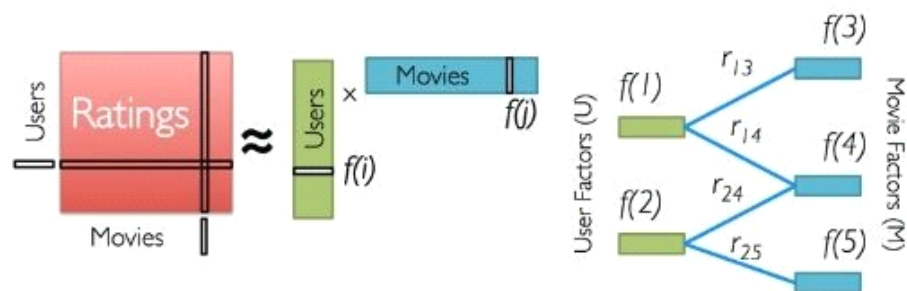 Users
Ratings
Movies
≈
Users
f(i)
×
Movies
f(j)
User Factors (U)
f(1)
f(2)
r13
r14
r24
r25
f(3)
f(4)
f(5)
Movie Factors (M)